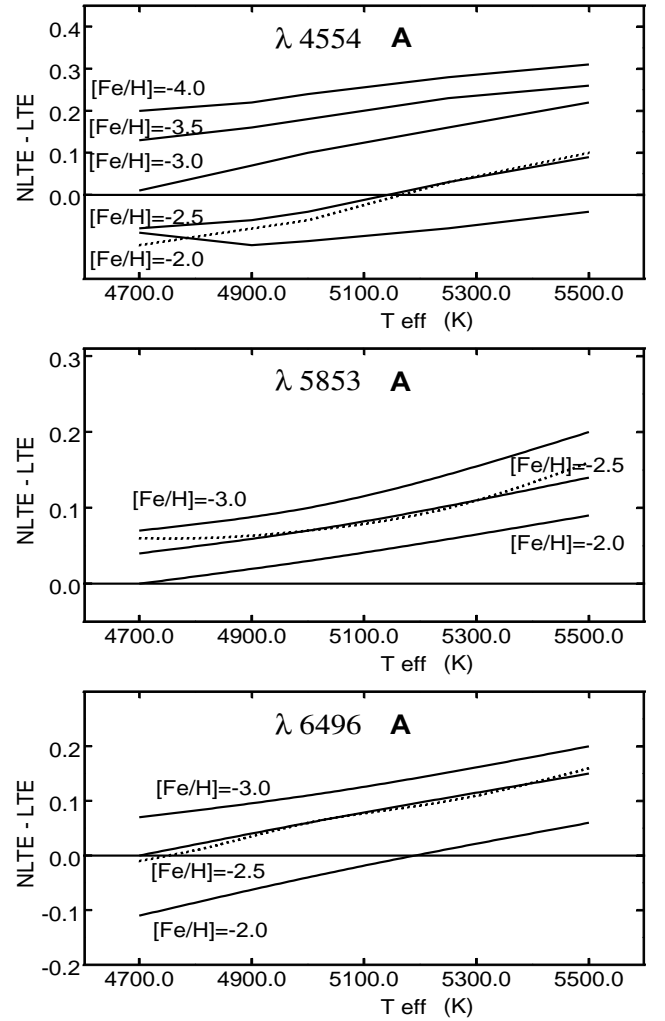 λ 4554 A
NLTE - LTE
0.4
0.3
0.2
0.1
0.0
[Fe/H]=-4.0
[Fe/H]=-3.5
[Fe/H]=-3.0
[Fe/H]=-2.5
[Fe/H]=-2.0
4700.0 4900.0 5100.0 5300.0 5500.0
T eff (K)
λ 5853 A
NLTE - LTE
0.3
0.2
0.1
0.0
[Fe/H]=-3.0
[Fe/H]=-2.5
[Fe/H]=-2.0
4700.0 4900.0 5100.0 5300.0 5500.0
T eff (K)
λ 6496 A
NLTE - LTE
0.2
0.1
0.0
-0.1
-0.2
[Fe/H]=-3.0
[Fe/H]=-2.5
[Fe/H]=-2.0
4700.0 4900.0 5100.0 5300.0 5500.0
T eff (K)